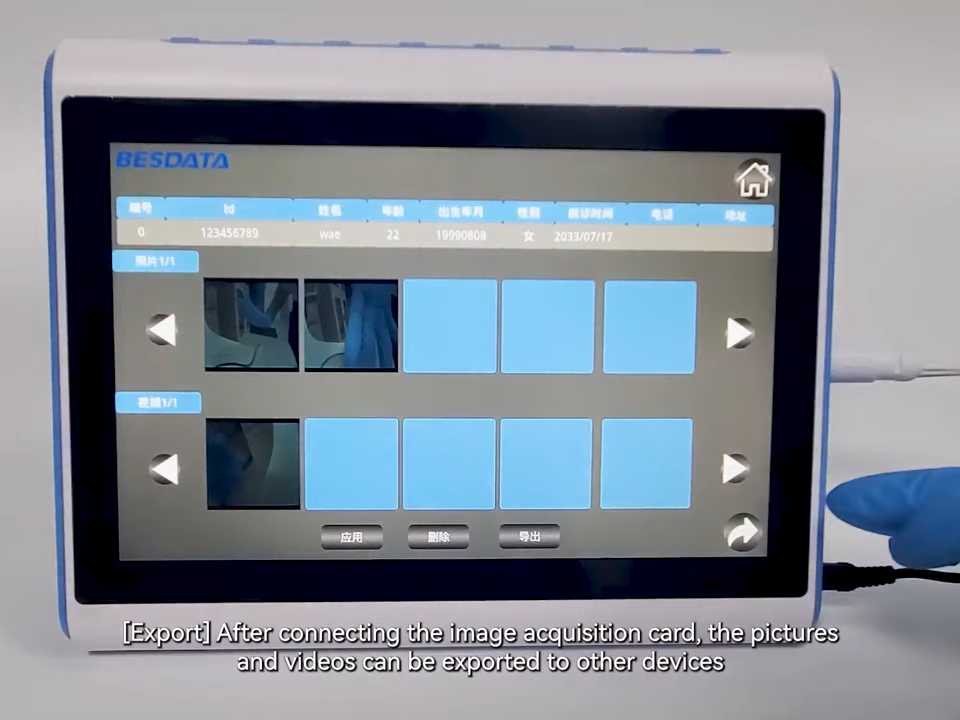 BESDATA
编号 Id 姓名 年龄 出生年月 性别 就诊时间 电话 地址
0 123456789 wae 22 19990808 女 2033/07/17
照片1/1
视频1/1
应用 删除 导出
[Export] After connecting the image acquisition card, the pictures
and videos can be exported to other devices